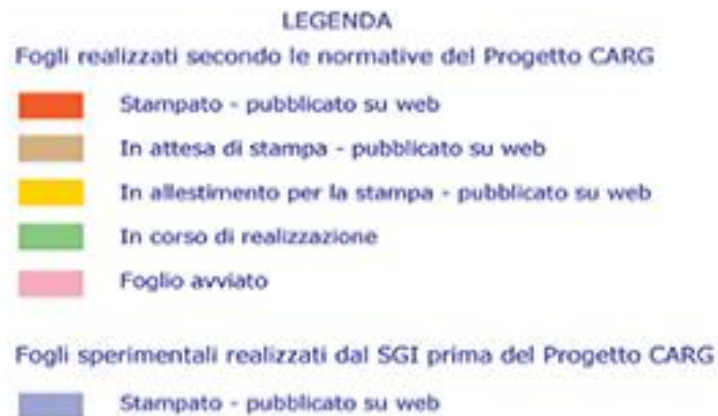 LEGENDA
Fogli realizzati secondo le normative del Progetto CARG
Stampato - pubblicato su web
In attesa di stampa - pubblicato su web
In allestimento per la stampa - pubblicato su web
In corso di realizzazione
Foglio avviato
Fogli sperimentali realizzati dal SGI prima del Progetto CARG
Stampato - pubblicato su web